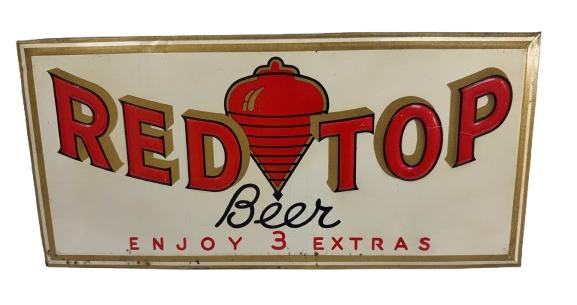 RED TOP
Beer
ENJOY 3 EXTRAS